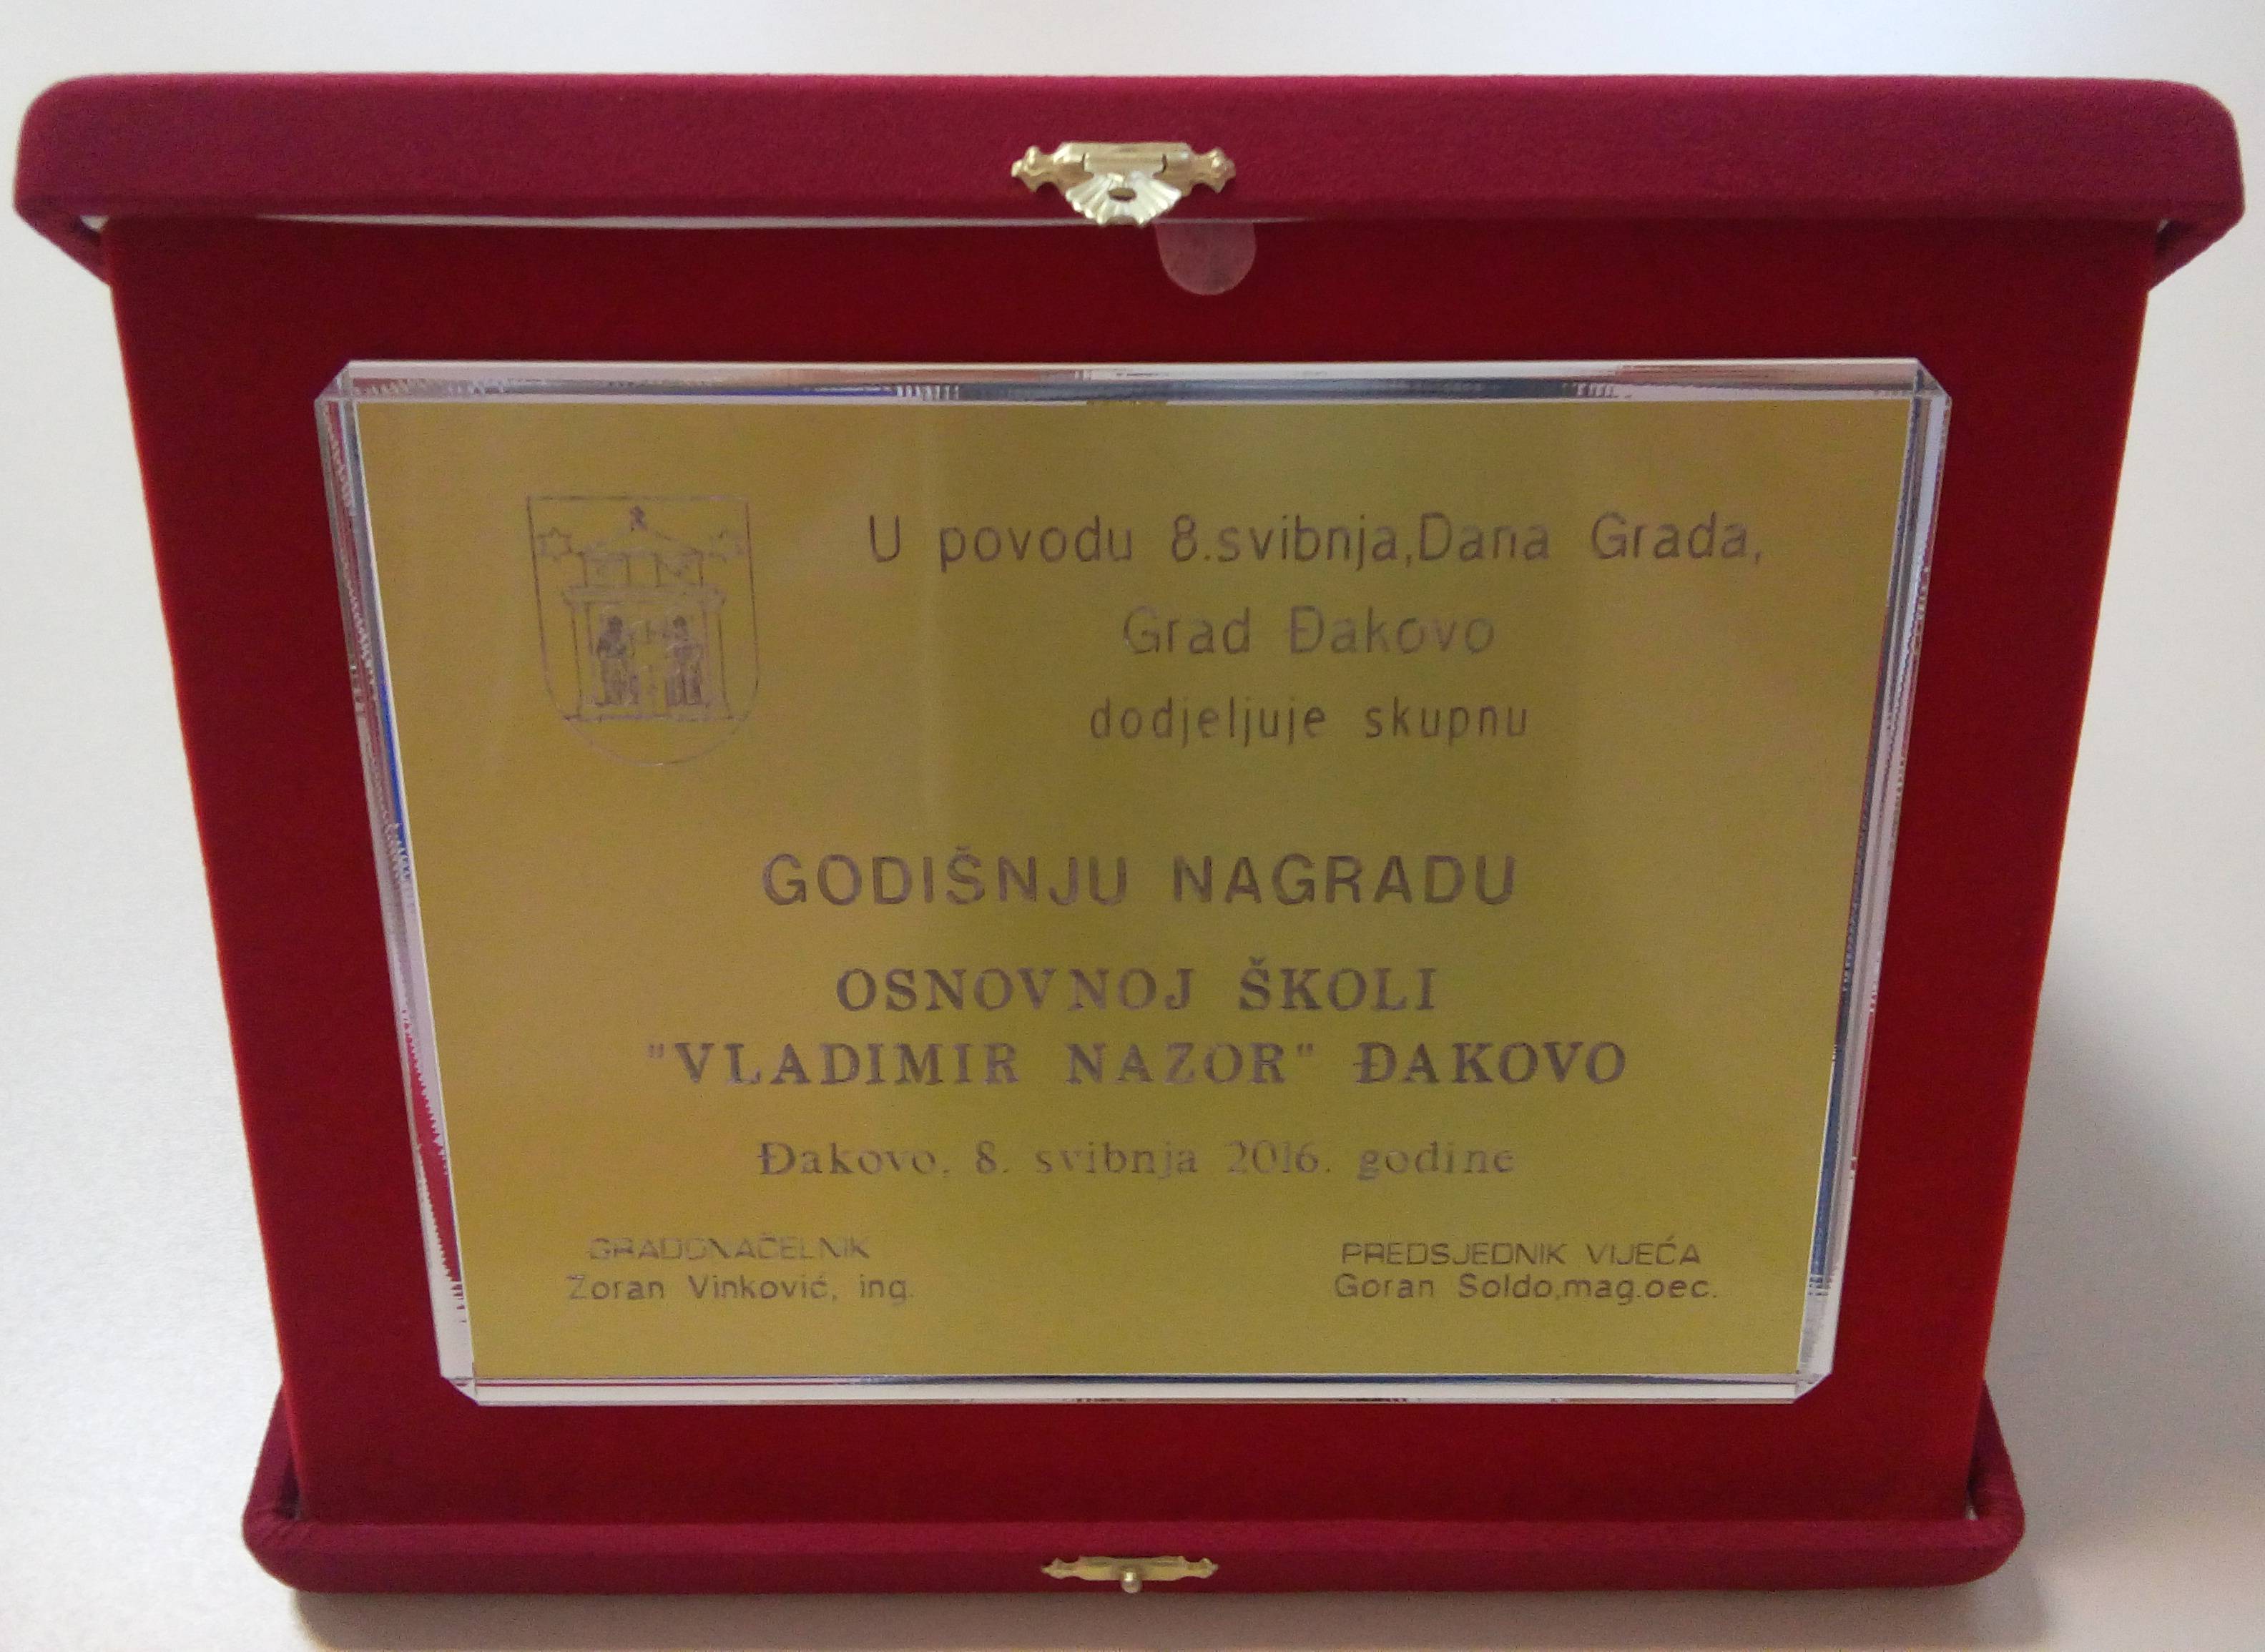 U povodu 8.svibnja,Dana Grada,
Grad Đakovo
dodjeljuje skupnu
GODIŠNJU NAGRADU
OSNOVNOJ ŠKOLI
"VLADIMIR NAZOR" ĐAKOVO
Đakovo, 8. svibnja 2016. godine
GRADONAČELNIK
Zoran Vinković, ing.
PREDSJEDNIK VIJEĆA
Goran Soldo,mag.oec.